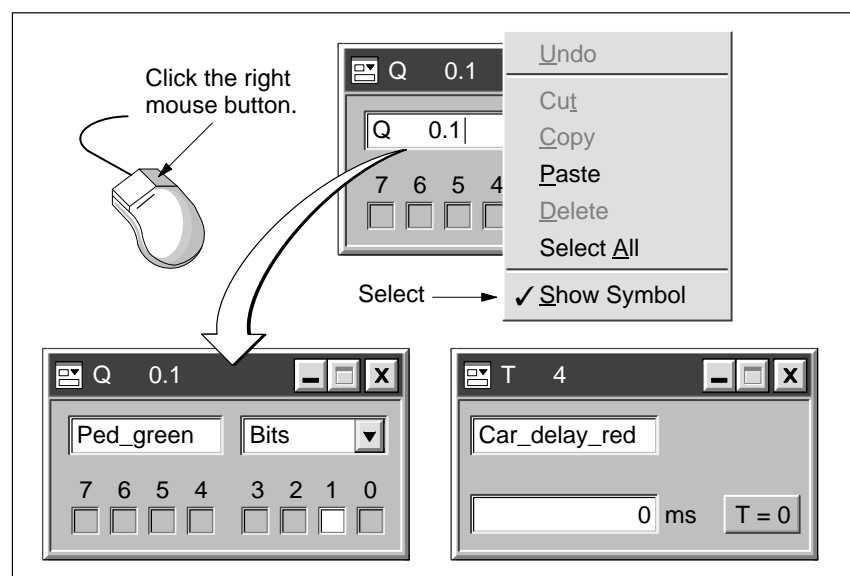 Click the right
mouse button.
Q 0.1
Q 0.1
7 6 5 4
Undo
Cut
Copy
Paste
Delete
Select All
Select
✓ Show Symbol
Q 0.1
Ped_green
Bits
7 6 5 4 3 2 1 0
T 4
Car_delay_red
0 ms
T = 0